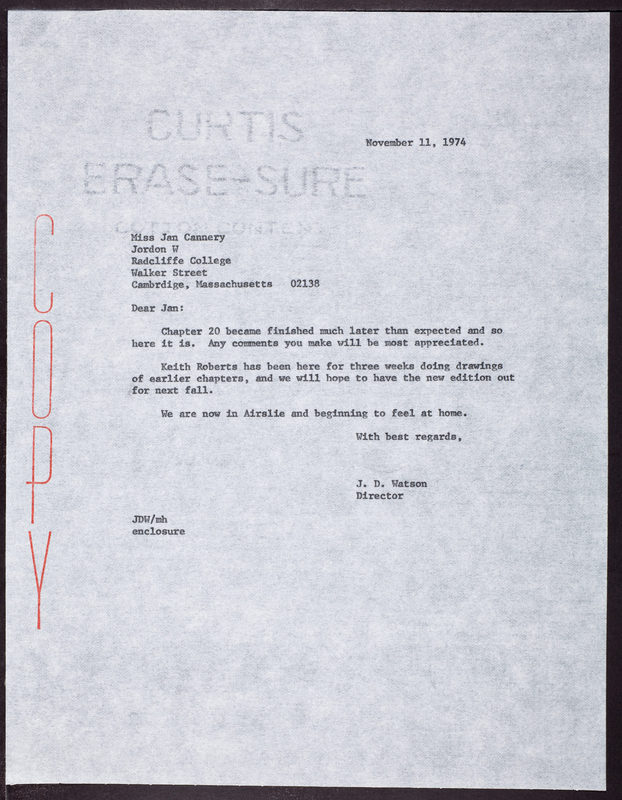 CURTIS
November 11, 1974
ERASE-SURE
COTTON CONTENT
Miss Jan Cannery
Jordon W
Radcliffe College
Walker Street
Cambrdige, Massachusetts 02138
Dear Jan:
Chapter 20 became finished much later than expected and so
here it is. Any comments you make will be most appreciated.
Keith Roberts has been here for three weeks doing drawings
of earlier chapters, and we will hope to have the new edition out
for next fall.
We are now in Airslie and beginning to feel at home.
With best regards,
J. D. Watson
Director
JDW/mh
enclosure
COPY